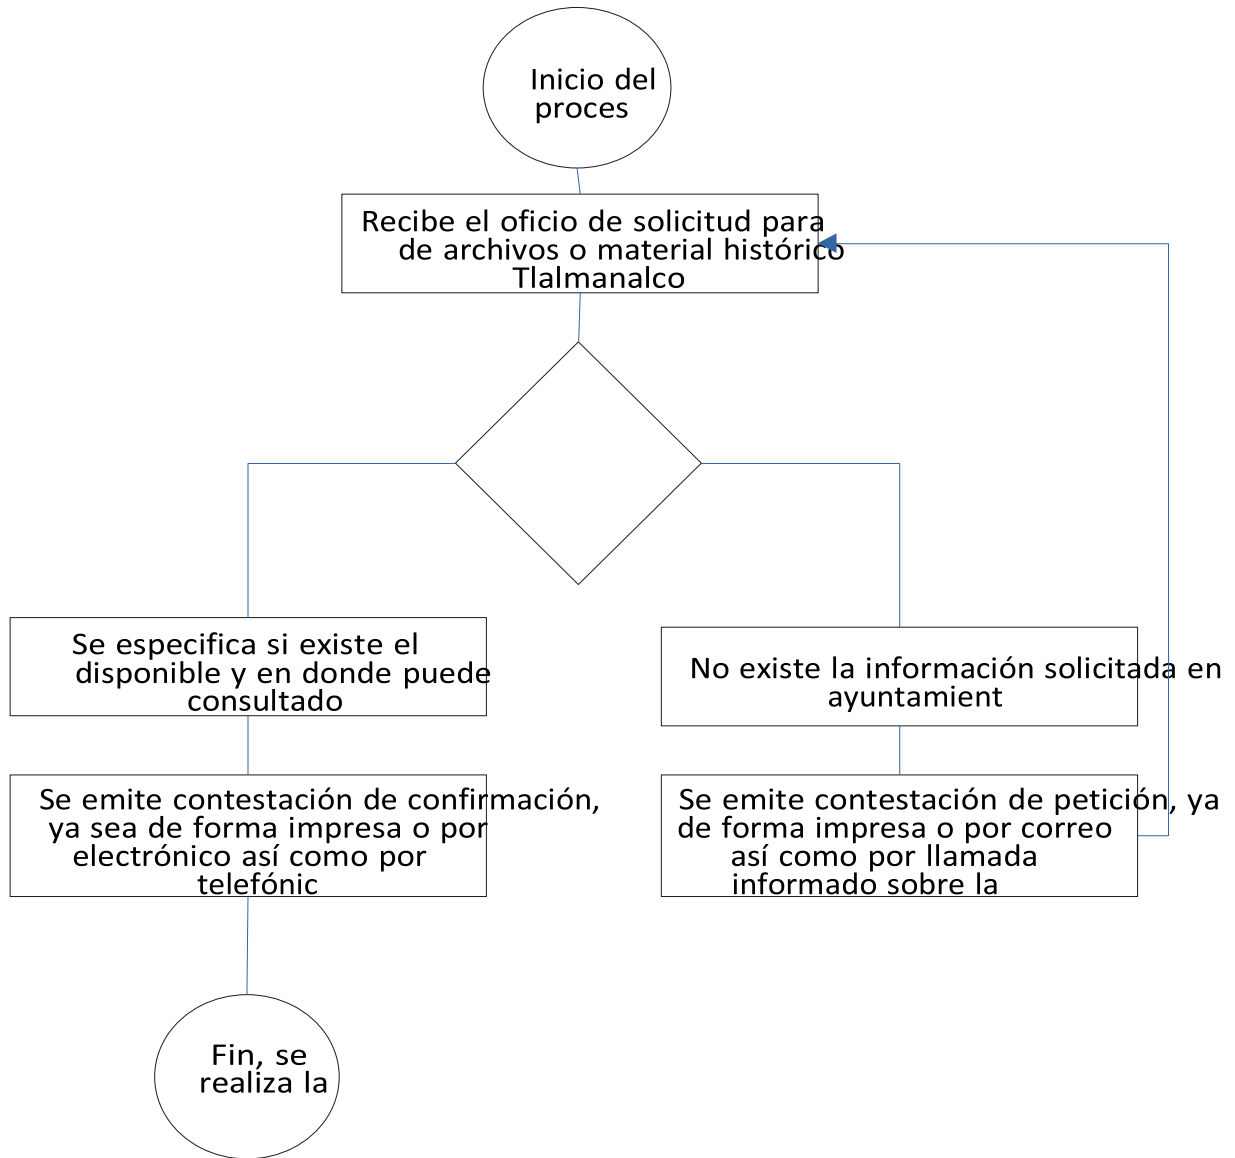 Inicio del
proces
Recibe el oficio de solicitud para
de archivos o material histórico
Tlalmanalco
Se especifica si existe el
disponible y en donde puede
consultado
No existe la información solicitada en
ayuntamient
Se emite contestación de confirmación,
ya sea de forma impresa o por
electrónico así como por
telefónic
Se emite contestación de petición, ya
de forma impresa o por correo
así como por llamada
informado sobre la
Fin, se
realiza la